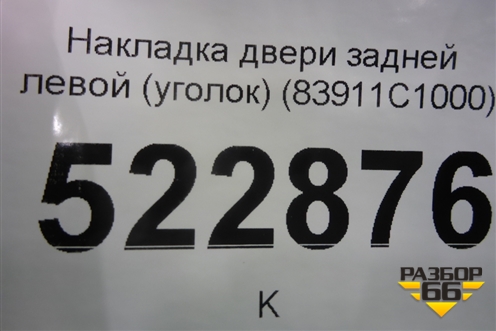 Накладка двери задней
левой (уголок) (83911C1000)
522876
К
РАЗБОР
66